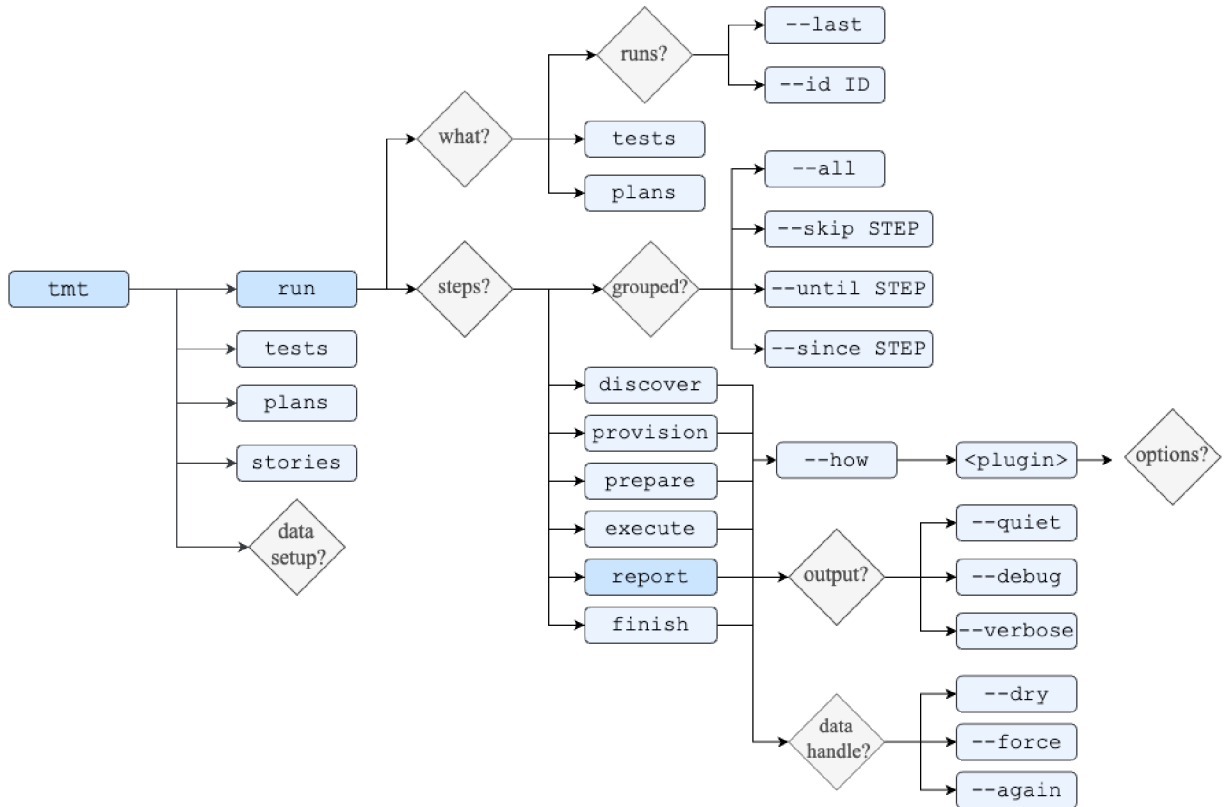 runs?
--last
--id ID
what?
tests
plans
--all
--skip STEP
tmt
run
steps?
grouped?
--until STEP
tests
--since STEP
plans
discover
stories
provision
--how
<plugin>
options?
prepare
data
setup?
execute
--quiet
report
output?
--debug
finish
--verbose
data
handle?
--dry
--force
--again